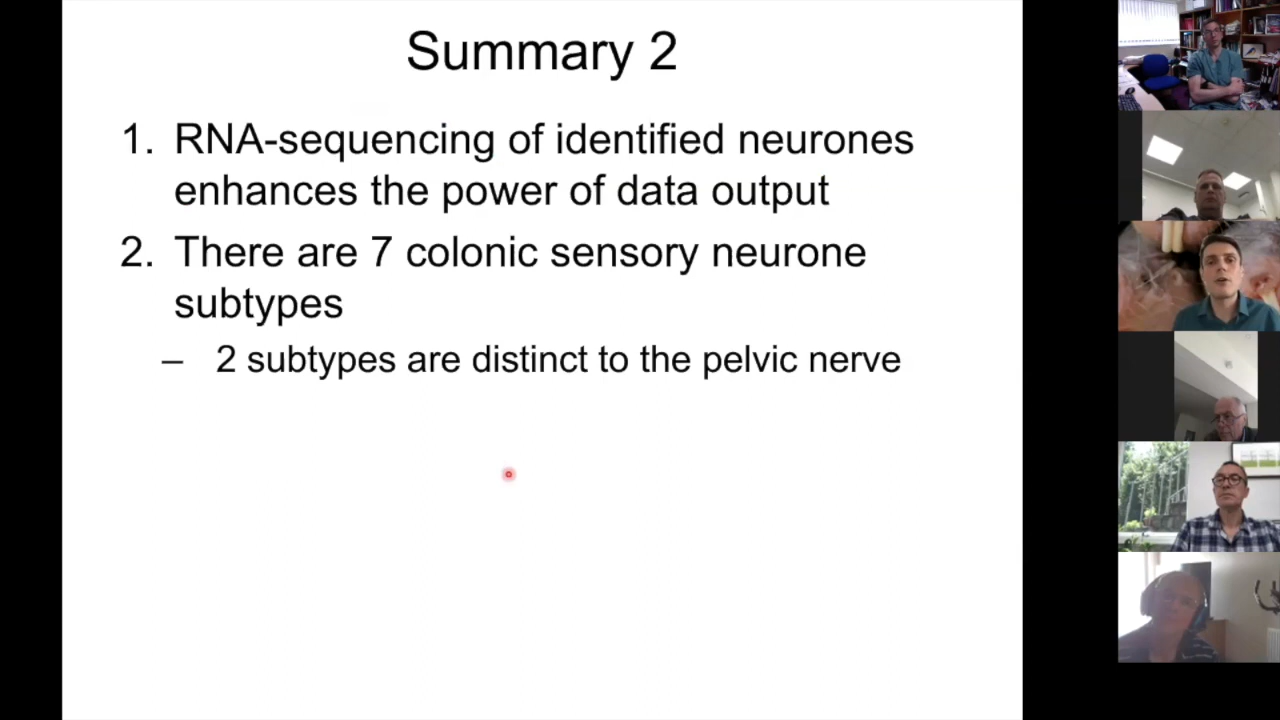 Summary 2
1. RNA-sequencing of identified neurones
enhances the power of data output
2. There are 7 colonic sensory neurone
subtypes
– 2 subtypes are distinct to the pelvic nerve